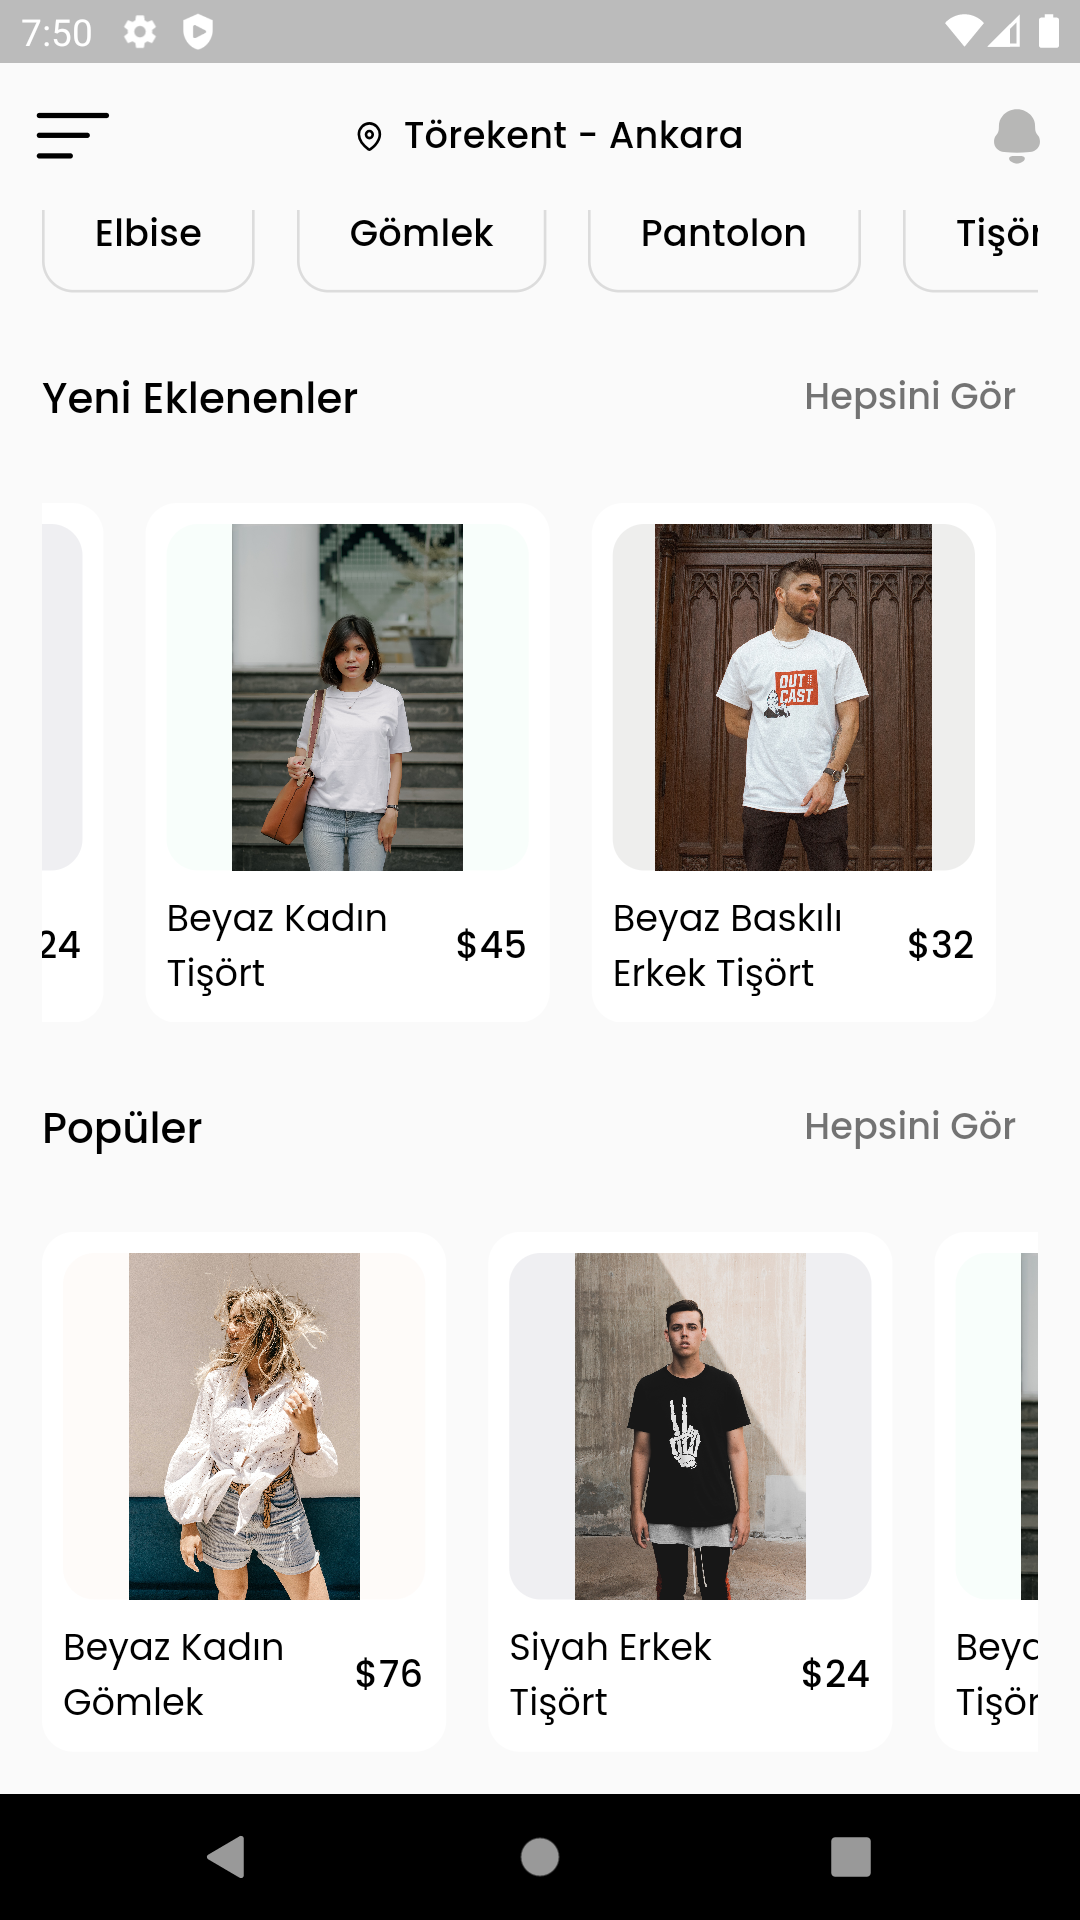 7:50
Törekent - Ankara
Elbise Gömlek Pantolon Tişör
Yeni Eklenenler Hepsini Gör
OUT
CAST
24
Beyaz Kadın
Tişört
$45
Beyaz Baskılı
Erkek Tişört
$32
Popüler Hepsini Gör
Beyaz Kadın
Gömlek
$76
Siyah Erkek
Tişört
$24
Beya
Tişör